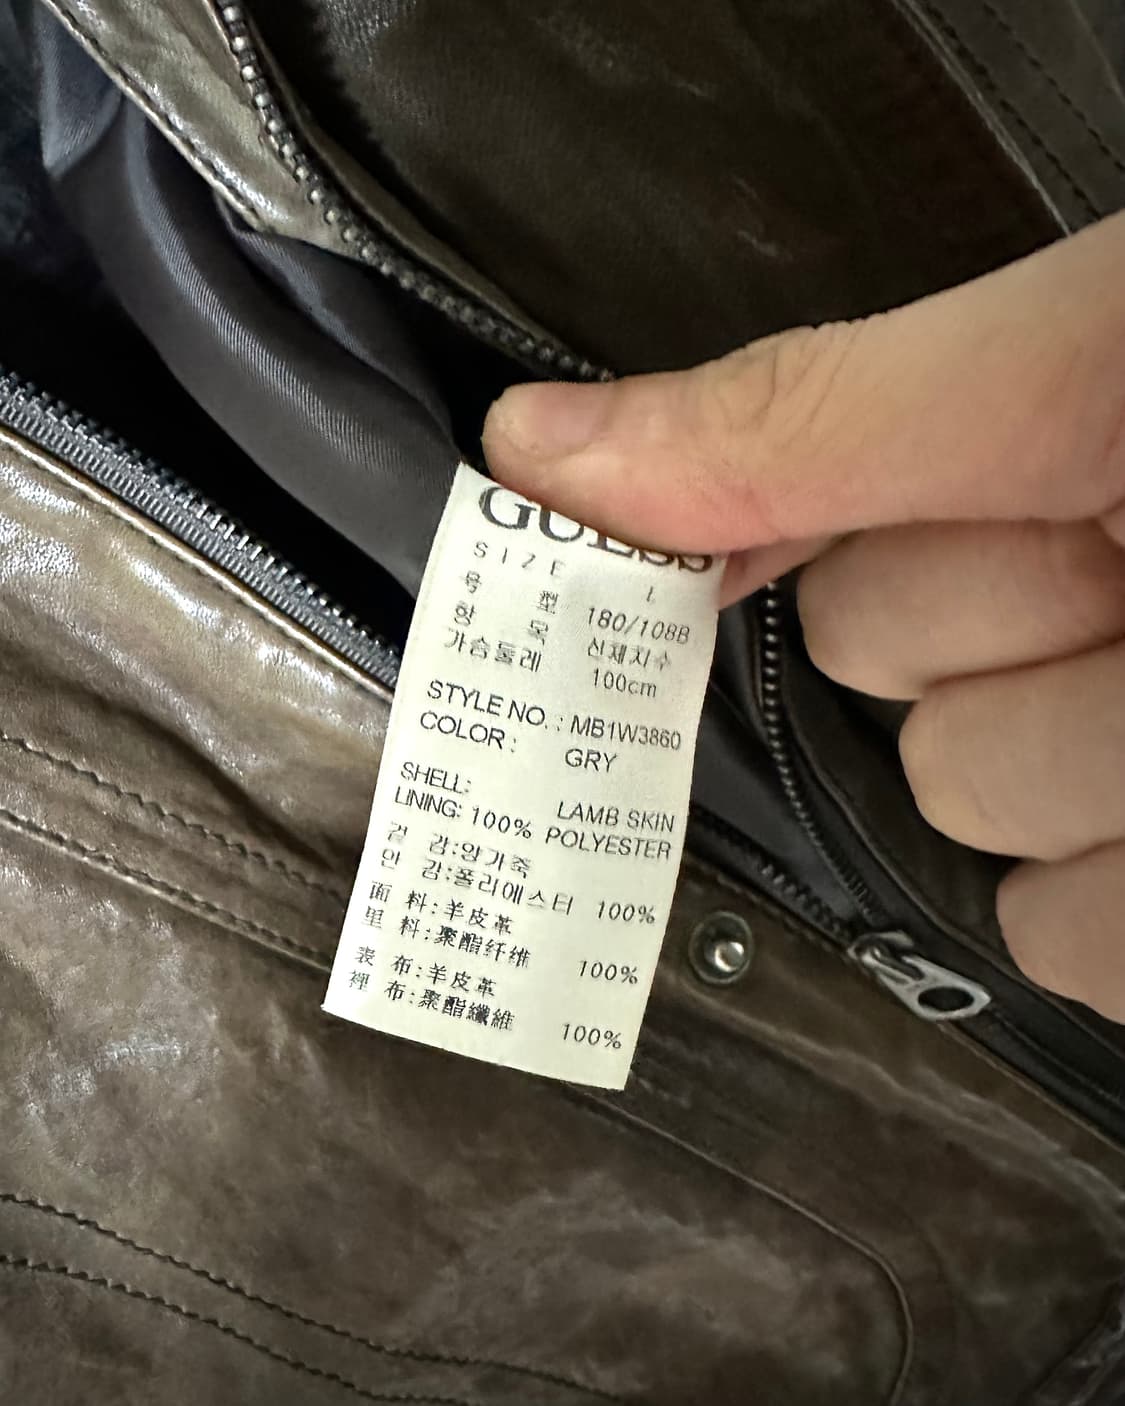 GUESS
SIZE L
号 型 180/108B
항 목 신체치수
가슴둘레 100cm
STYLE NO. : MB1W3860
COLOR : GRY
SHELL: LAMB SKIN
LINING: 100% POLYESTER
겉 감:양가죽
안 감:폴리에스터 100%
面 料:羊皮革
里 料:聚酯纤维 100%
表 布:羊皮革
裡 布:聚酯纖維 100%